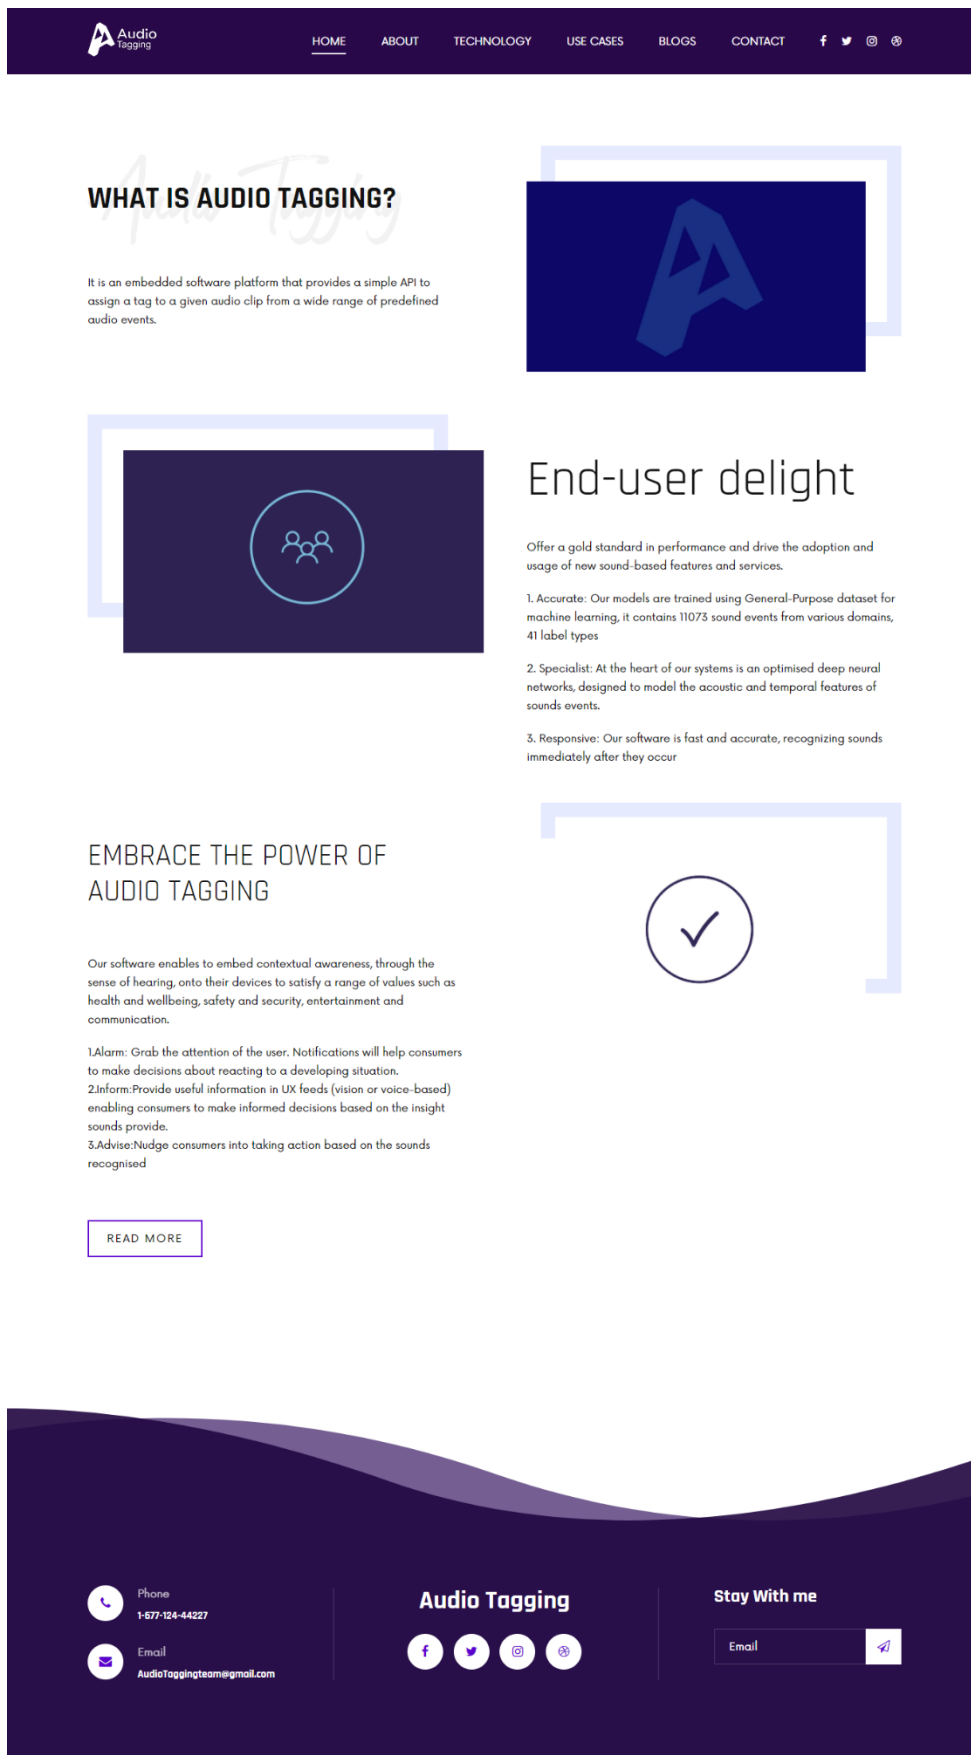 Audio
Tagging
HOME ABOUT TECHNOLOGY USE CASES BLOGS CONTACT
Audio Tagging
WHAT IS AUDIO TAGGING?
It is an embedded software platform that provides a simple API to
assign a tag to a given audio clip from a wide range of predefined
audio events.
End-user delight
Offer a gold standard in performance and drive the adoption and
usage of new sound-based features and services.
1. Accurate: Our models are trained using General-Purpose dataset for
machine learning, it contains 11073 sound events from various domains,
41 label types
2. Specialist: At the heart of our systems is an optimised deep neural
networks, designed to model the acoustic and temporal features of
sounds events.
3. Responsive: Our software is fast and accurate, recognizing sounds
immediately after they occur
EMBRACE THE POWER OF
AUDIO TAGGING
Our software enables to embed contextual awareness, through the
sense of hearing, onto their devices to satisfy a range of values such as
health and wellbeing, safety and security, entertainment and
communication.
1.Alarm: Grab the attention of the user. Notifications will help consumers
to make decisions about reacting to a developing situation.
2.Inform:Provide useful information in UX feeds (vision or voice-based)
enabling consumers to make informed decisions based on the insight
sounds provide.
3.Advise:Nudge consumers into taking action based on the sounds
recognised
READ MORE
Phone
1-677-124-44227
Email
AudioTaggingteam@gmail.com
Audio Tagging
Stay With me
Email